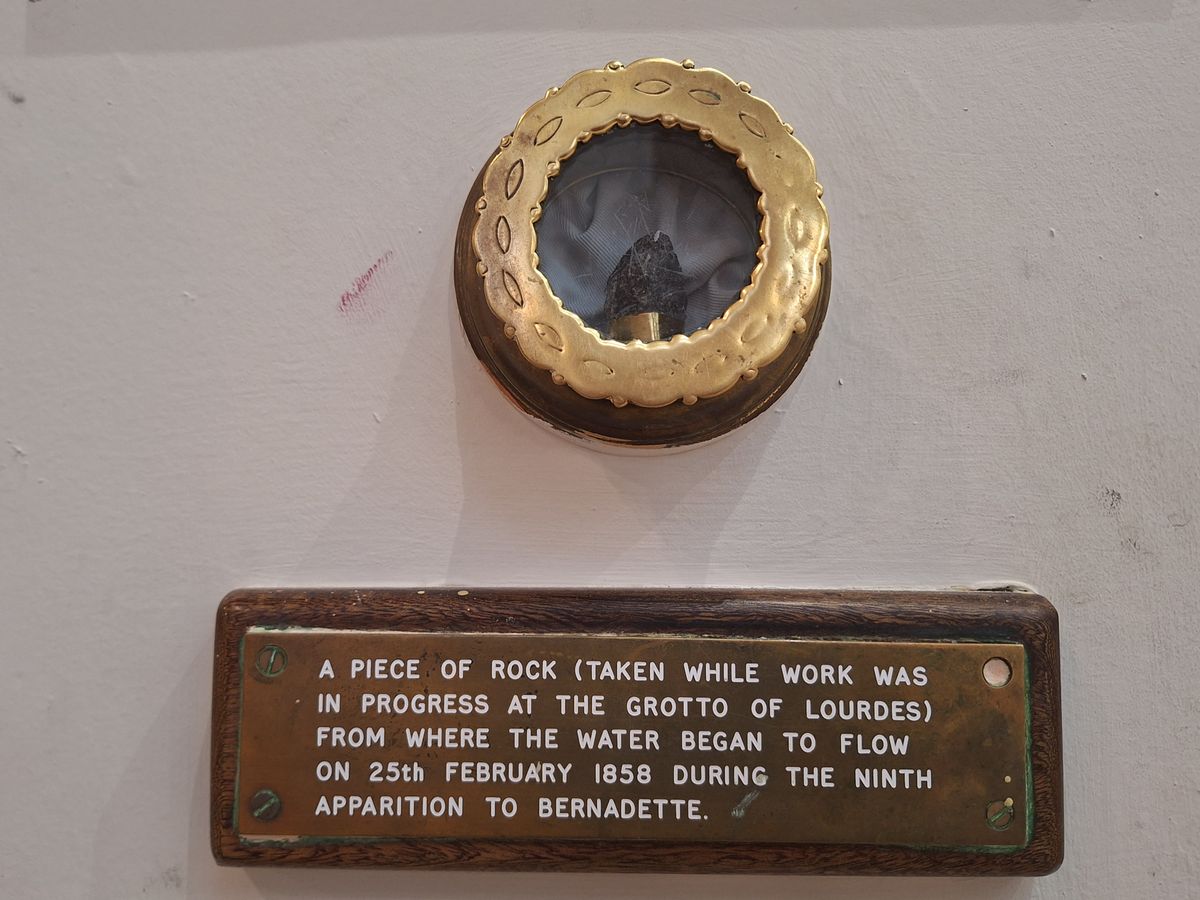 A PIECE OF ROCK (TAKEN WHILE WORK WAS
IN PROGRESS AT THE GROTTO OF LOURDES)
FROM WHERE THE WATER BEGAN TO FLOW
ON 25th FEBRUARY 1858 DURING THE NINTH
APPARITION TO BERNADETTE.